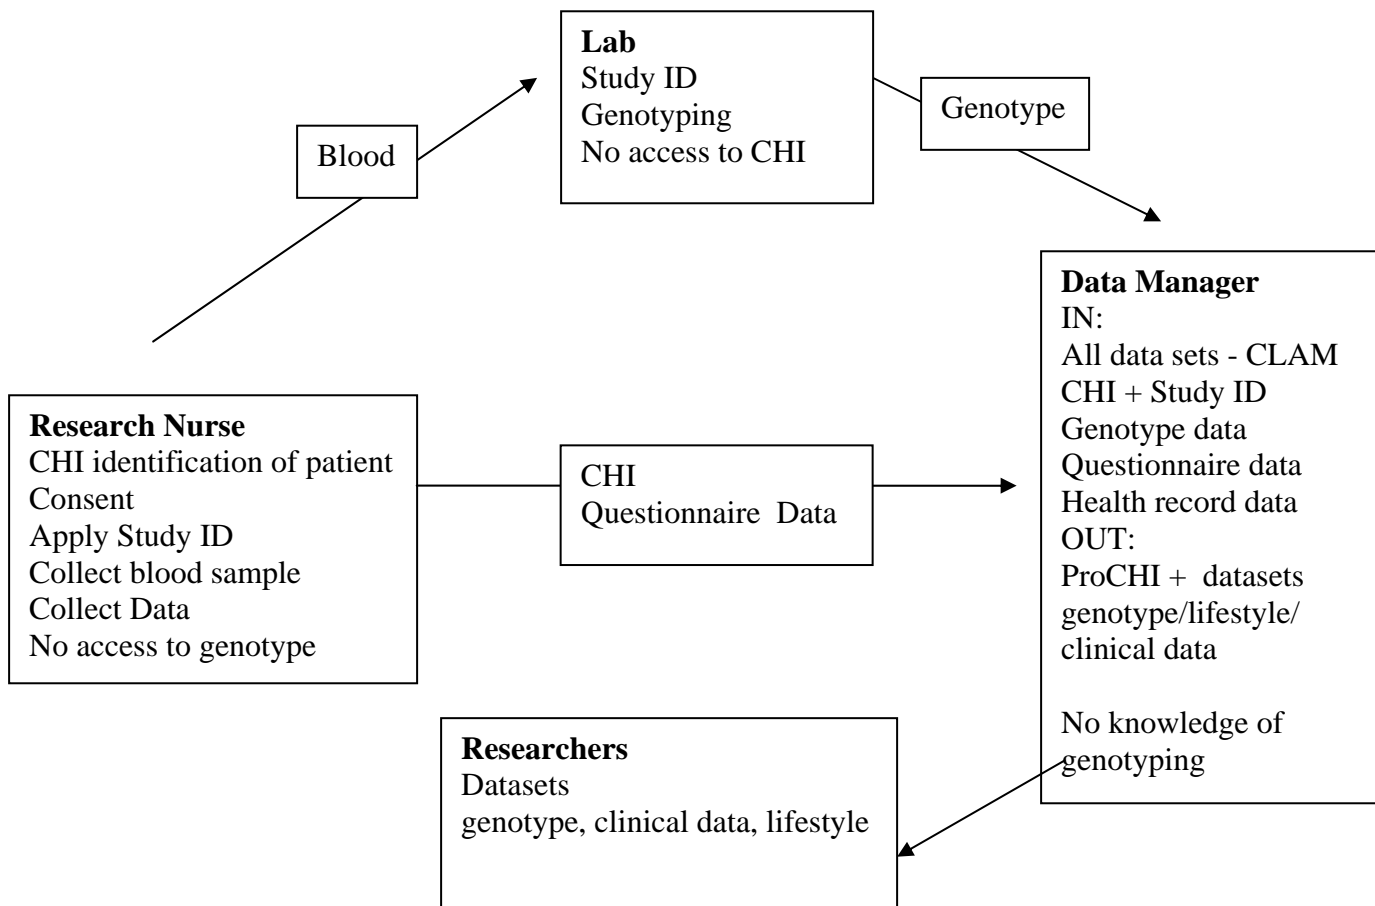 Lab
Study ID
Genotyping
No access to CHI
Genotype
Blood
Data Manager
IN:
All data sets - CLAM
CHI + Study ID
Genotype data
Questionnaire data
Health record data
OUT:
ProCHI + datasets
genotype/lifestyle/
clinical data
No knowledge of
genotyping
Research Nurse
CHI identification of patient
Consent
Apply Study ID
Collect blood sample
Collect Data
No access to genotype
CHI
Questionnaire Data
Researchers
Datasets
genotype, clinical data, lifestyle